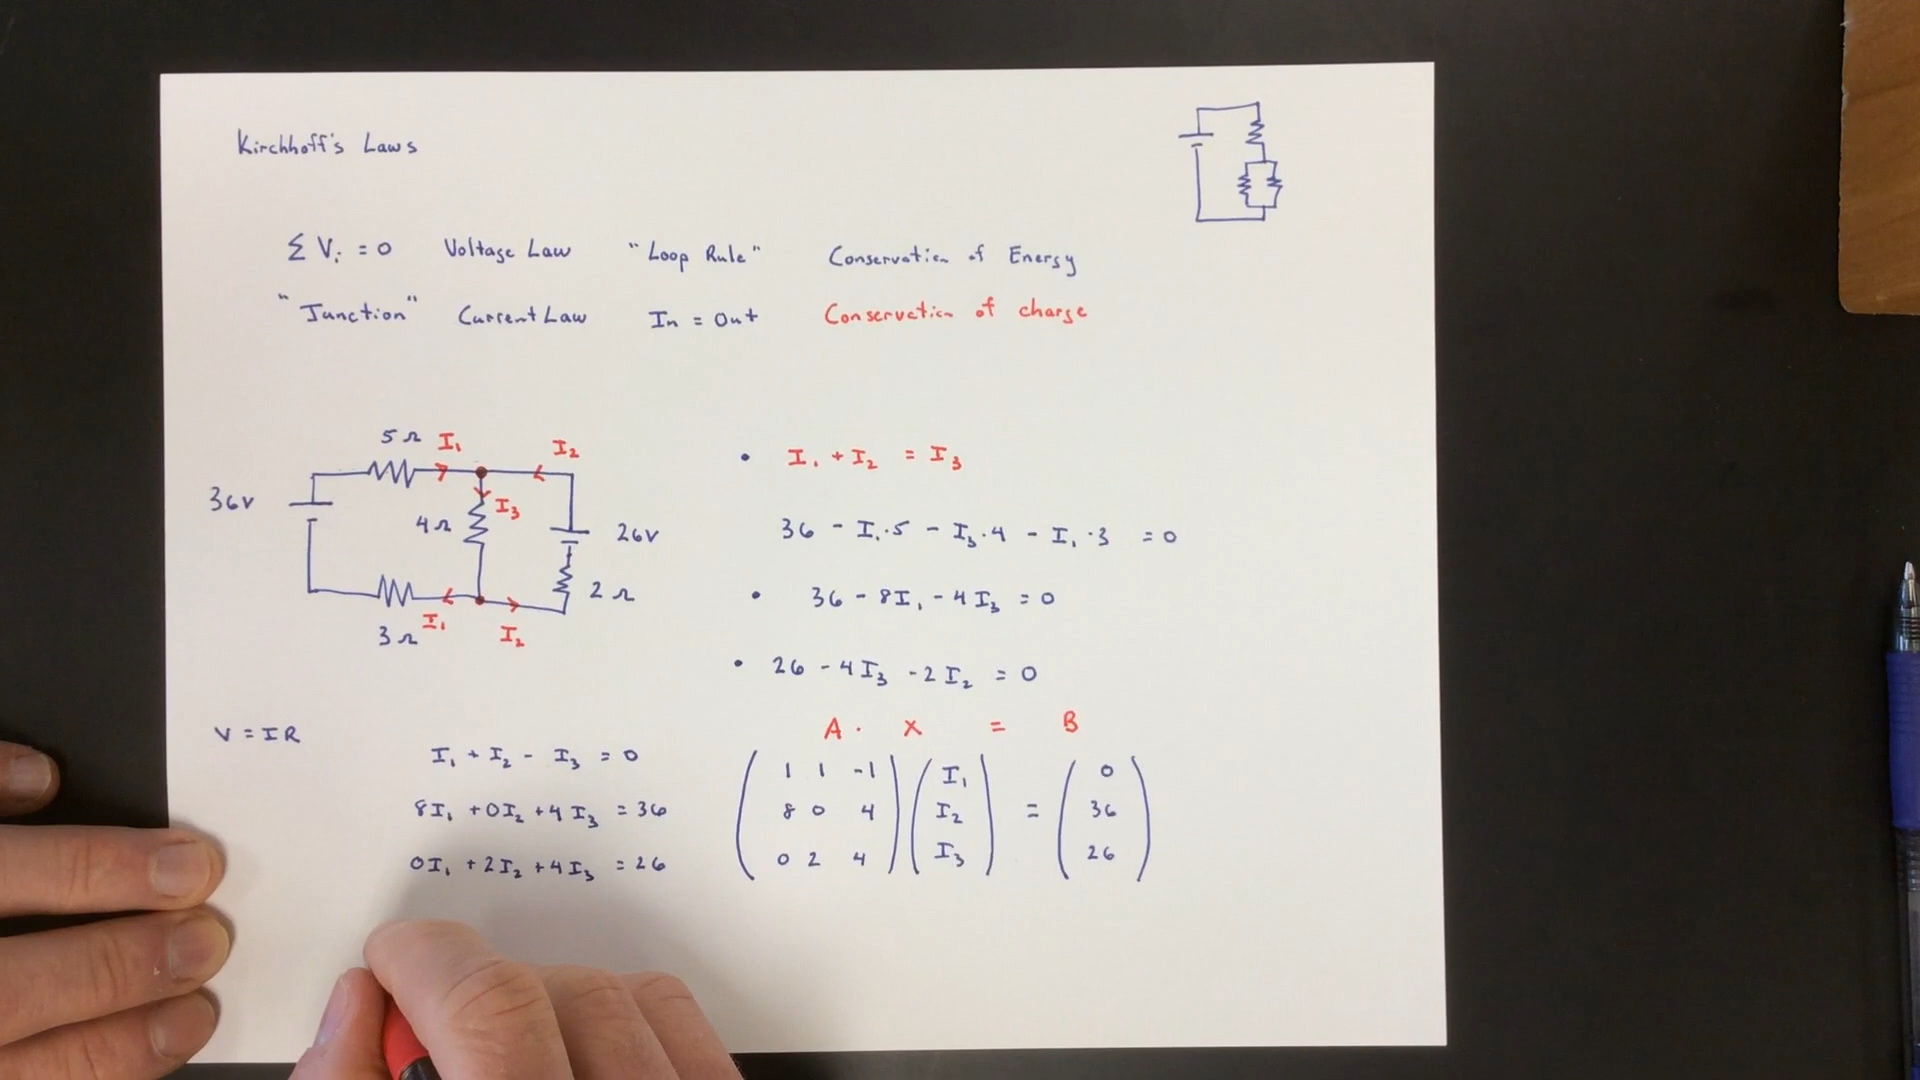 Kirchhoff's Laws
Σ Vᵢ = 0 Voltage Law "Loop Rule" Conservation of Energy
"Junction" Current Law In = Out Conservation of charge
5Ω I₁ I₂
36V 4Ω I₃ 26V
2Ω
3Ω I₁ I₂
• I₁ + I₂ = I₃
36 - I₁·5 - I₃·4 - I₁·3 = 0
• 36 - 8I₁ - 4I₃ = 0
• 26 - 4I₃ - 2I₂ = 0
V = IR
I₁ + I₂ - I₃ = 0
8I₁ + 0I₂ + 4I₃ = 36
0I₁ + 2I₂ + 4I₃ = 26
A · X = B
1 1 -1 I₁ 0
8 0 4 I₂ = 36
0 2 4 I₃ 26